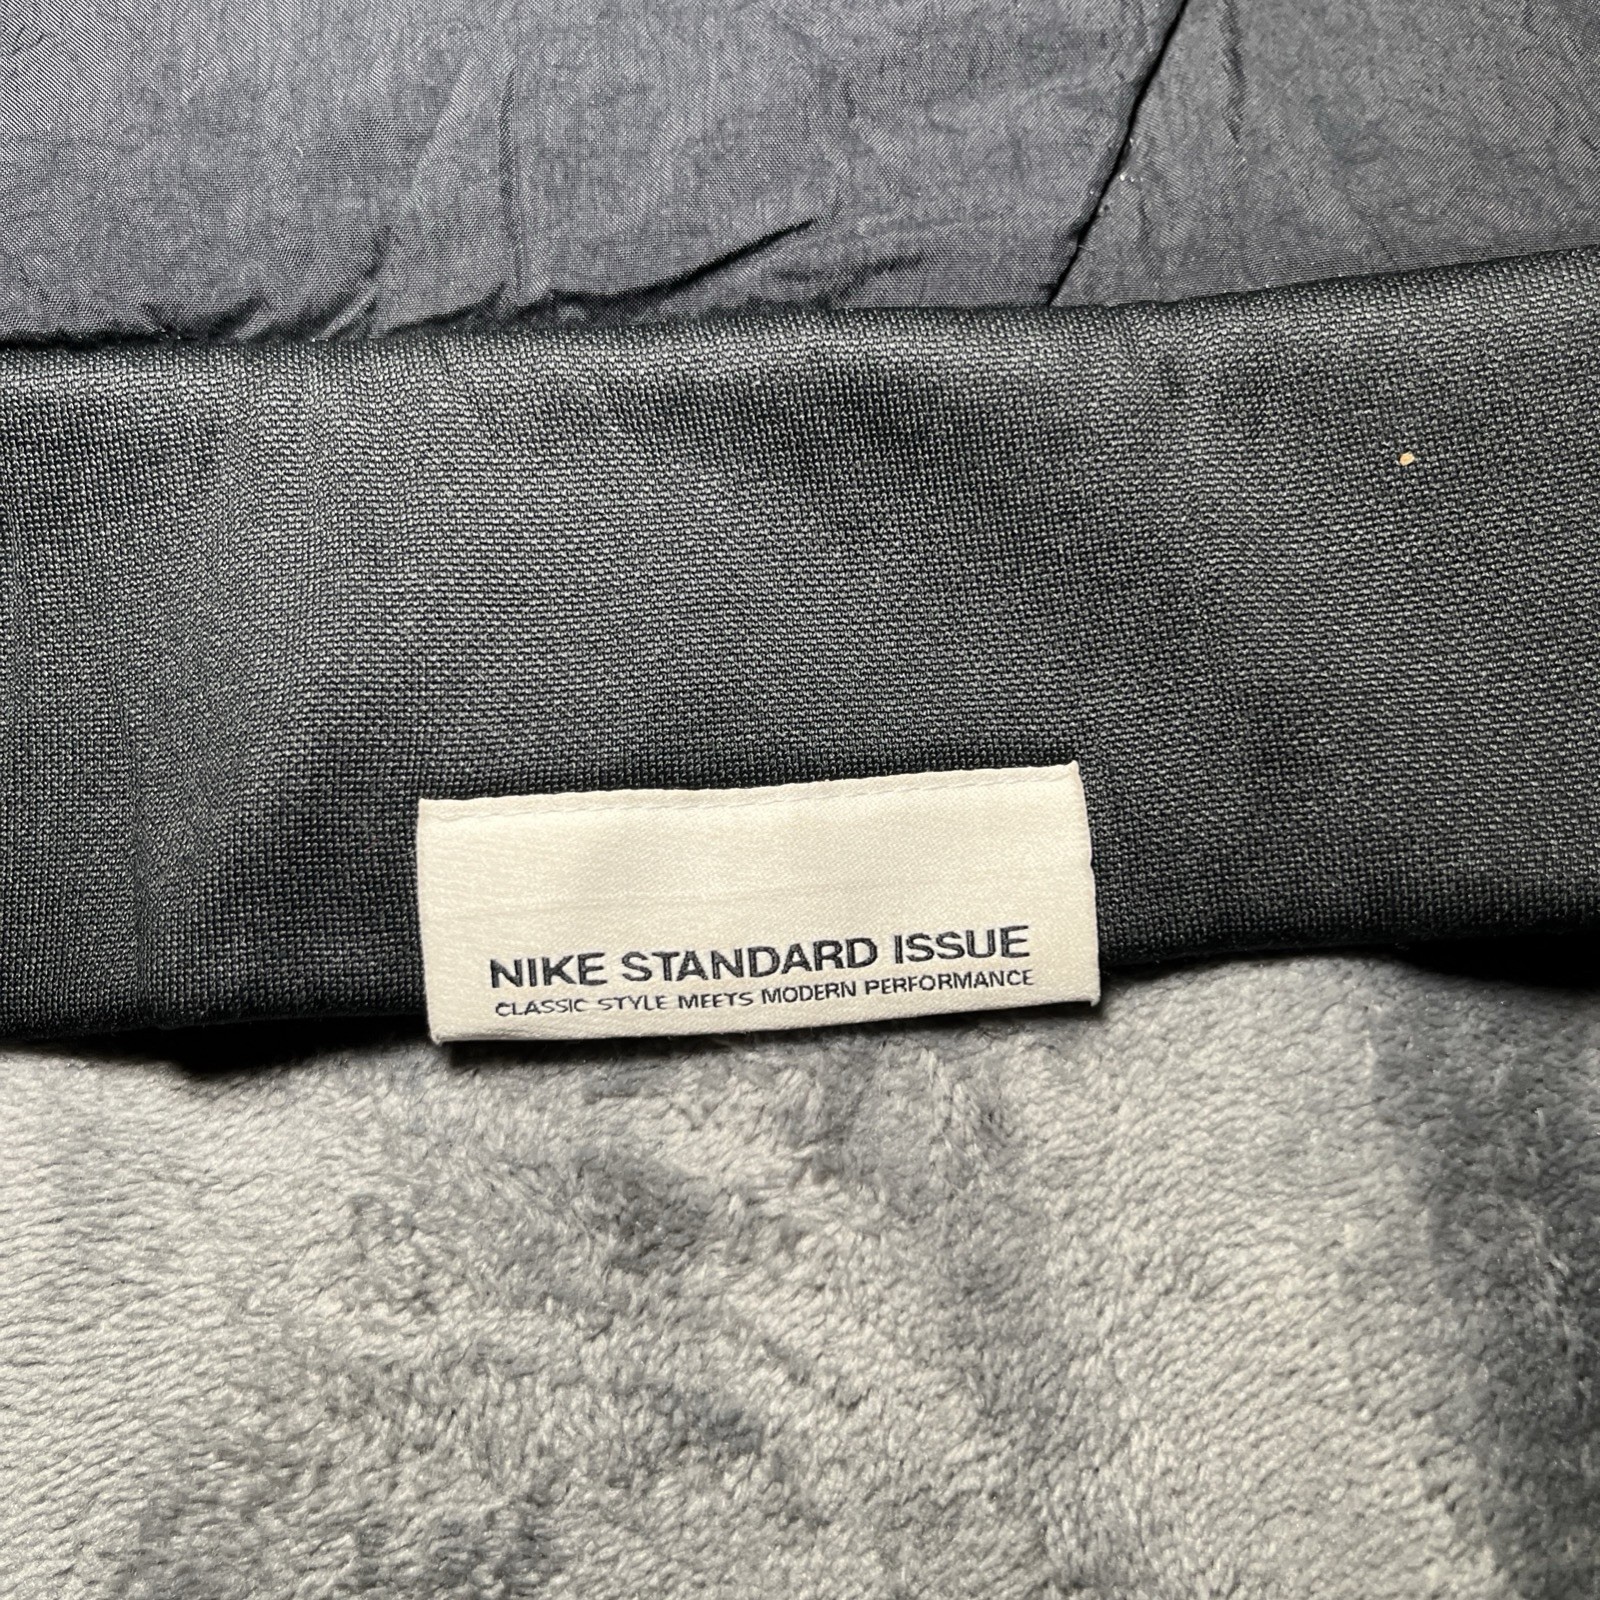 NIKE STANDARD ISSUE
CLASSIC STYLE MEETS MODERN PERFORMANCE